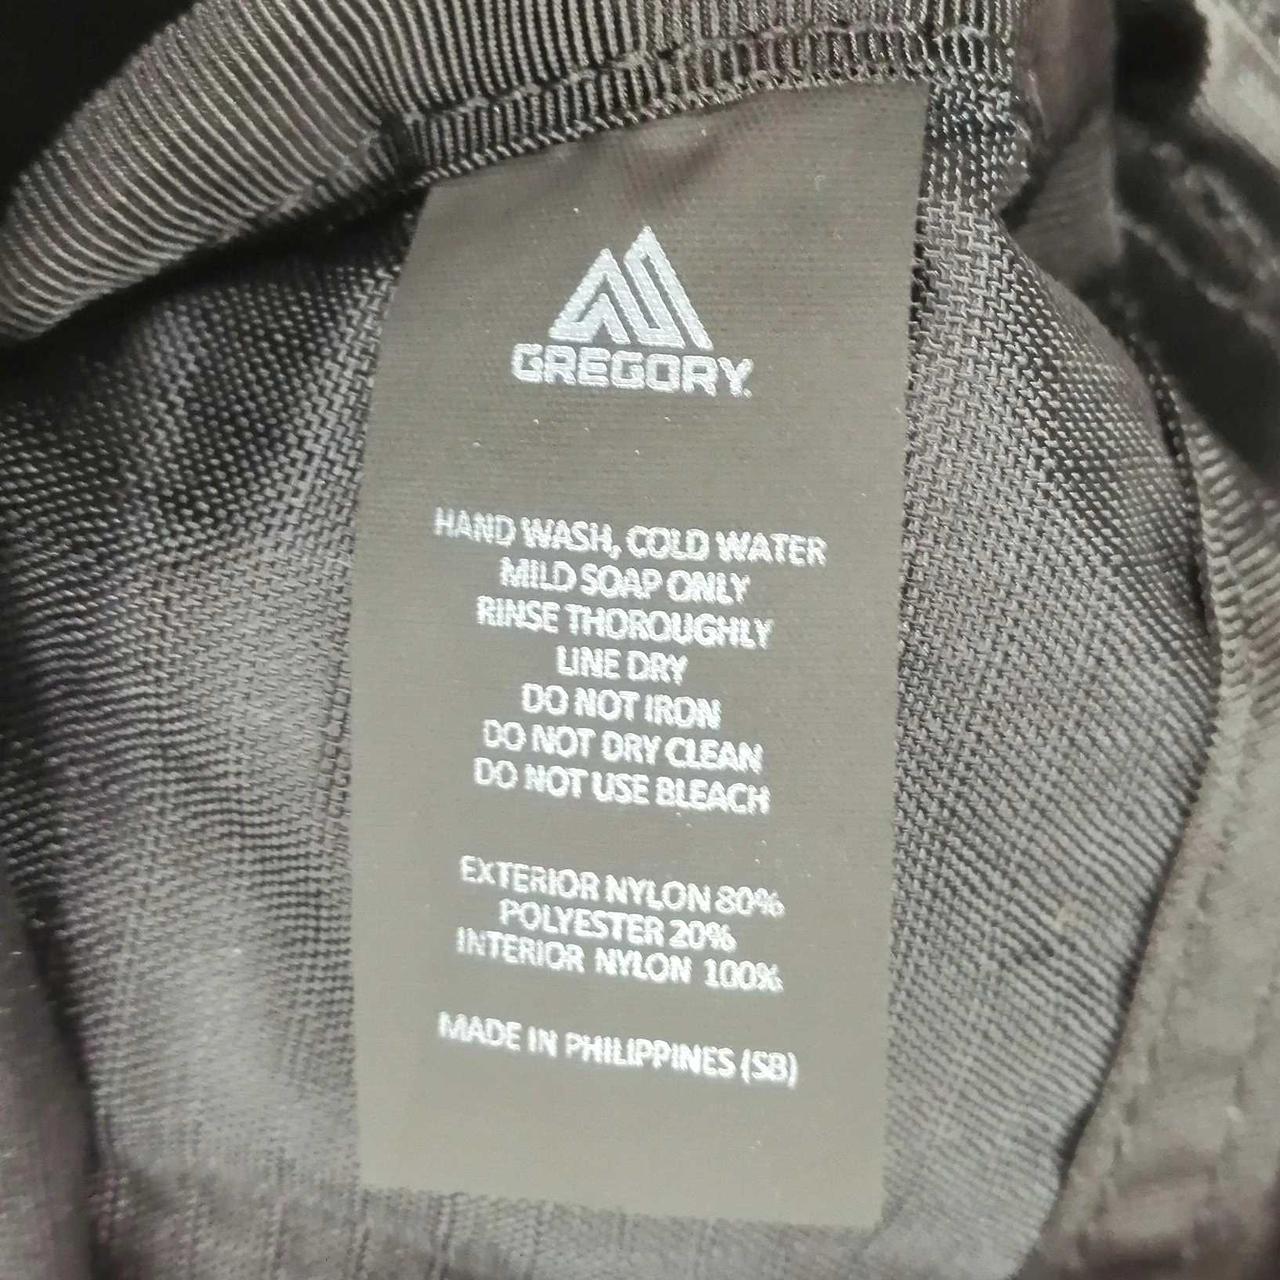 GREGORY.
HAND WASH, COLD WATER
MILD SOAP ONLY
RINSE THOROUGHLY
LINE DRY
DO NOT IRON
DO NOT DRY CLEAN
DO NOT USE BLEACH
EXTERIOR NYLON 80%
POLYESTER 20%
INTERIOR NYLON 100%
MADE IN PHILIPPINES (SB)